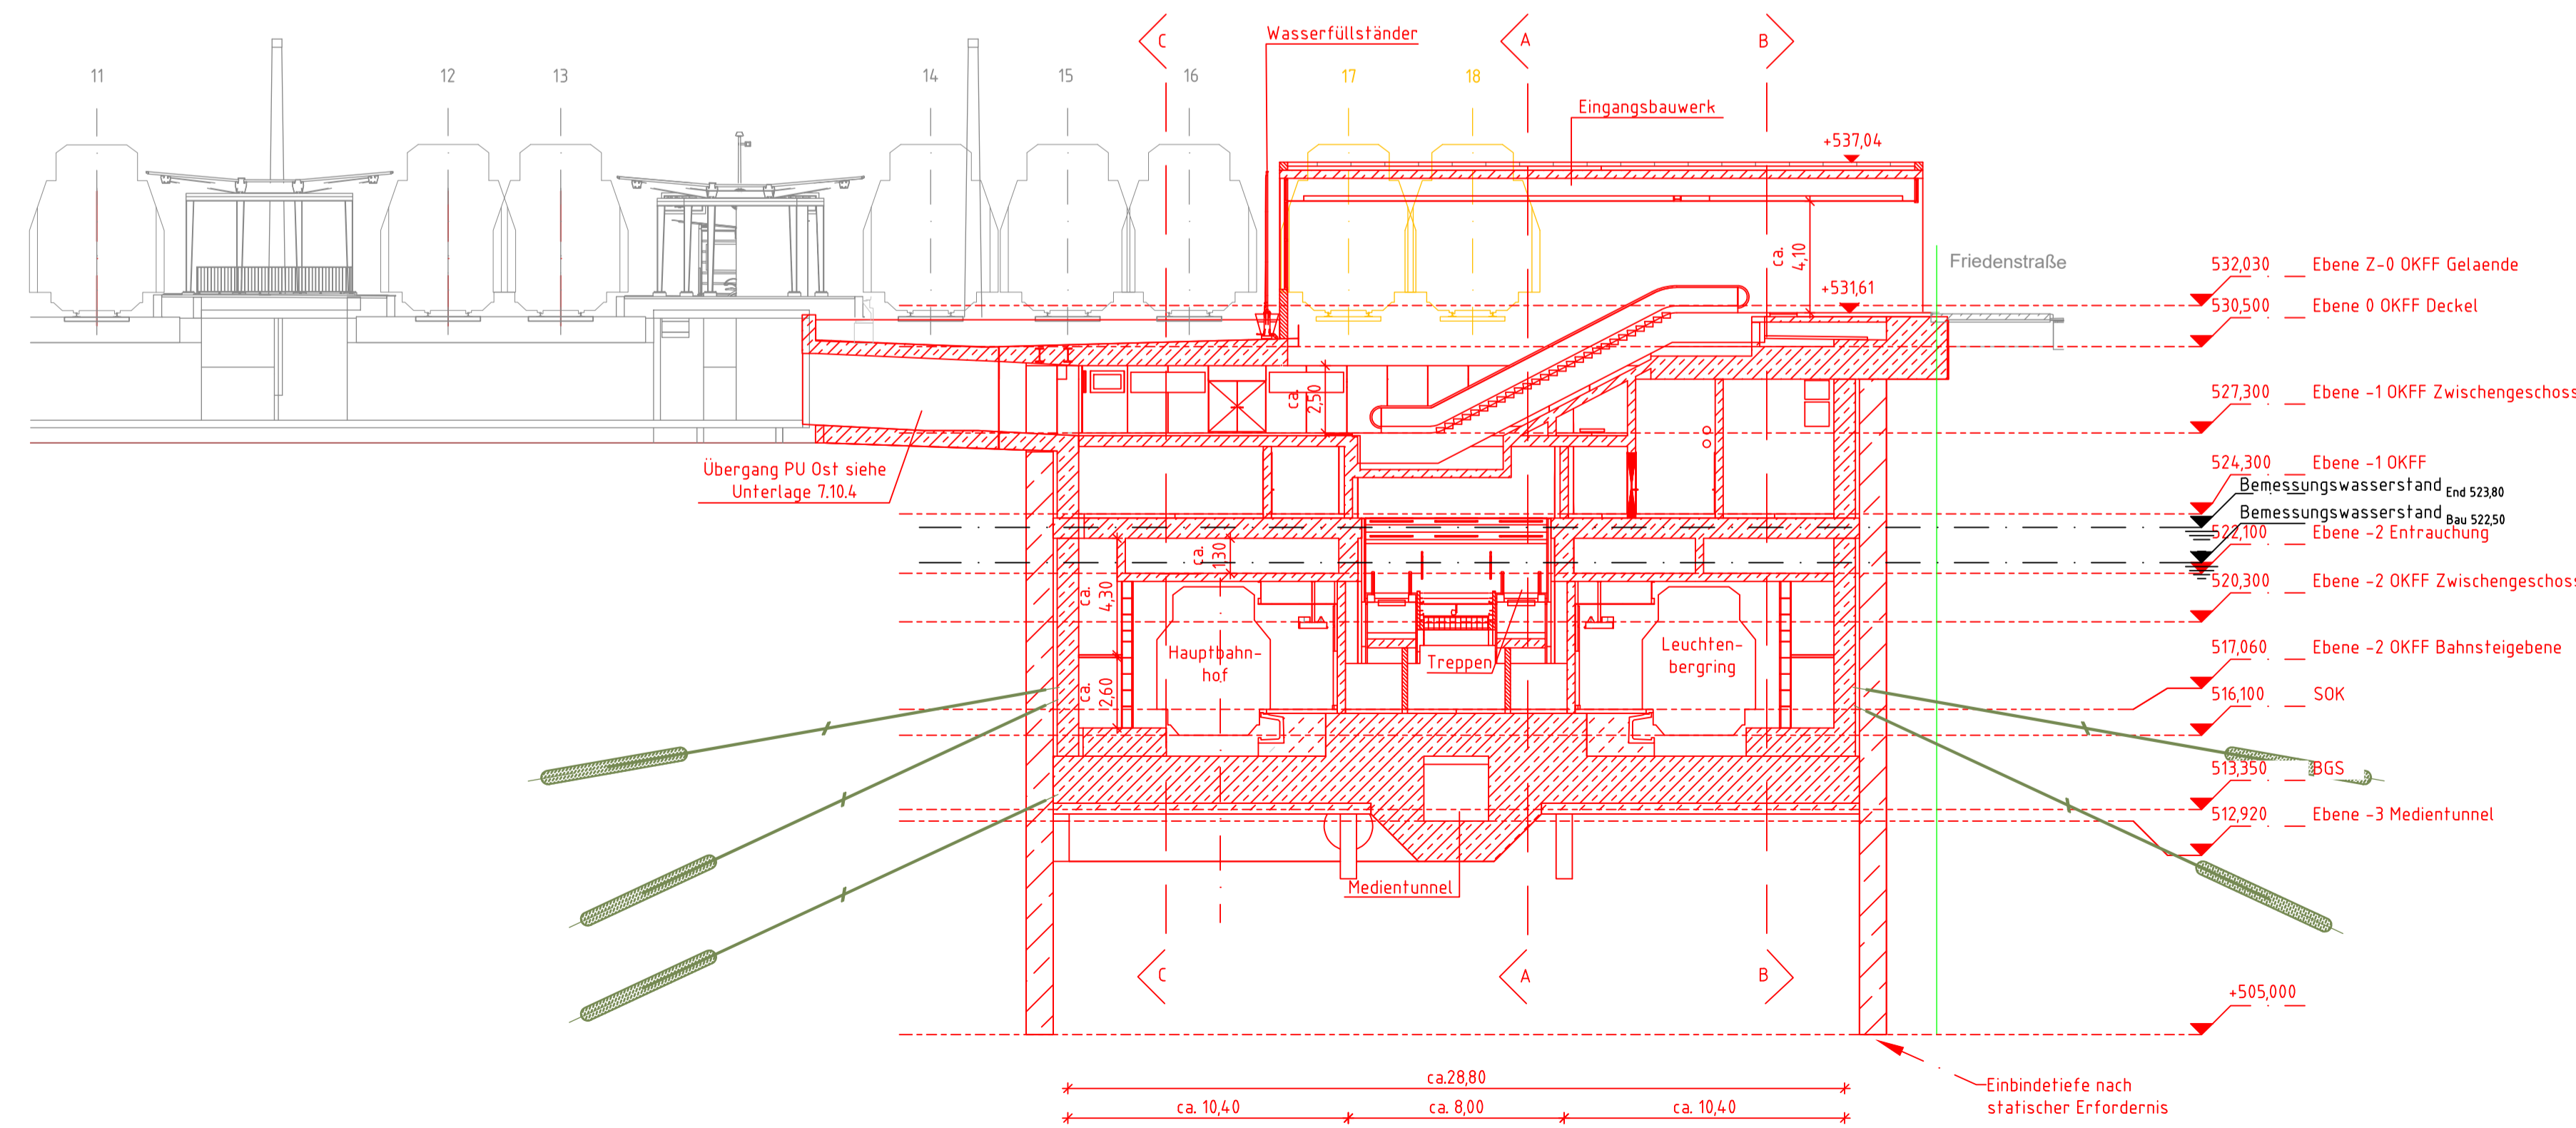 Wasserfüllständer
C
A
B
11
12
13
14
15
16
17
18
Eingangsbauwerk
+537,04
ca.
4,10
Friedenstraße
532,030 Ebene Z-0 OKFF Gelaende
+531,61
530,500 Ebene 0 OKFF Deckel
ca.
2,50
527,300 Ebene -1 OKFF Zwischengeschoss
Übergang PU Ost siehe
Unterlage 7.10.4
524,300 Ebene -1 OKFF
Bemessungswasserstand End 523,80
Bemessungswasserstand Bau 522,50
522,100 Ebene -2 Entrauchung
ca.
1,30
ca.
4,30
520,300 Ebene -2 OKFF Zwischengeschoss
Hauptbahn-
hof
Treppen
Leuchten-
bergring
517,060 Ebene -2 OKFF Bahnsteigebene
ca.
2,60
516,100 SOK
513,350 BGS
512,920 Ebene -3 Medientunnel
Medientunnel
C
A
B
+505,000
ca.28,80
ca. 10,40
ca. 8,00
ca. 10,40
Einbindetiefe nach
statischer Erfordernis